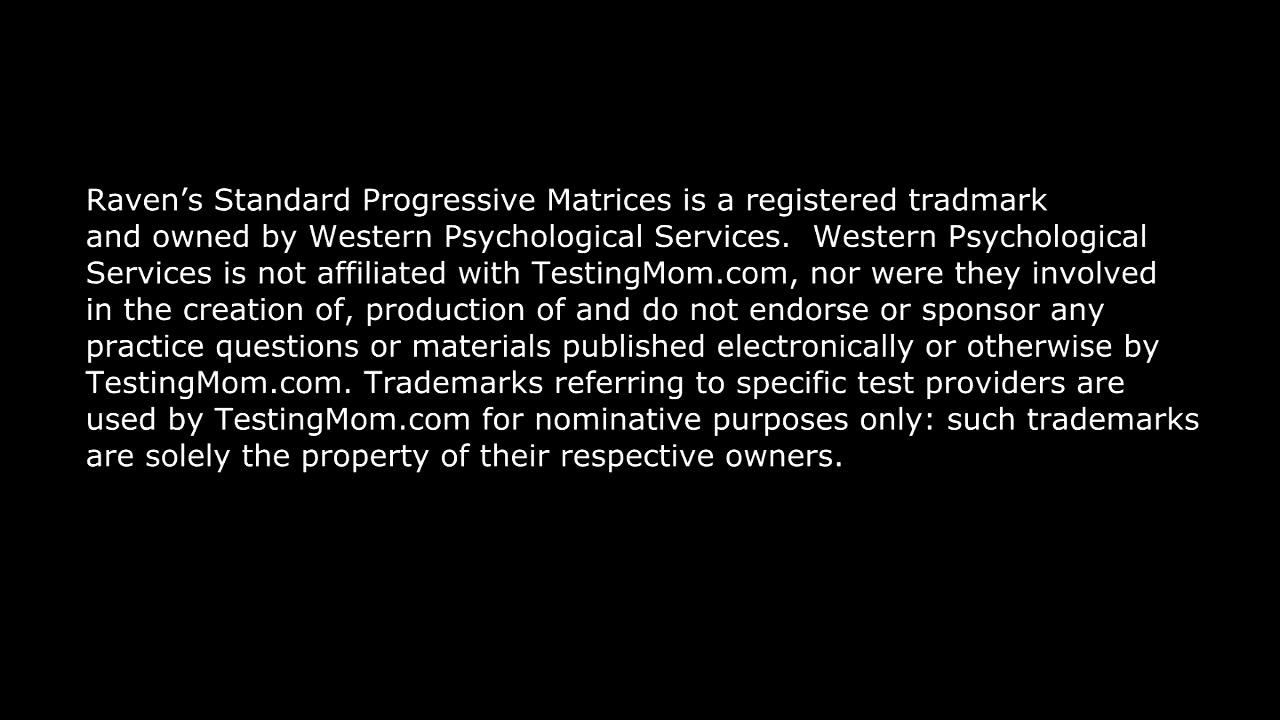 Raven’s Standard Progressive Matrices is a registered tradmark
and owned by Western Psychological Services.  Western Psychological
Services is not affiliated with TestingMom.com, nor were they involved
in the creation of, production of and do not endorse or sponsor any
practice questions or materials published electronically or otherwise by
TestingMom.com. Trademarks referring to specific test providers are
used by TestingMom.com for nominative purposes only: such trademarks
are solely the property of their respective owners.